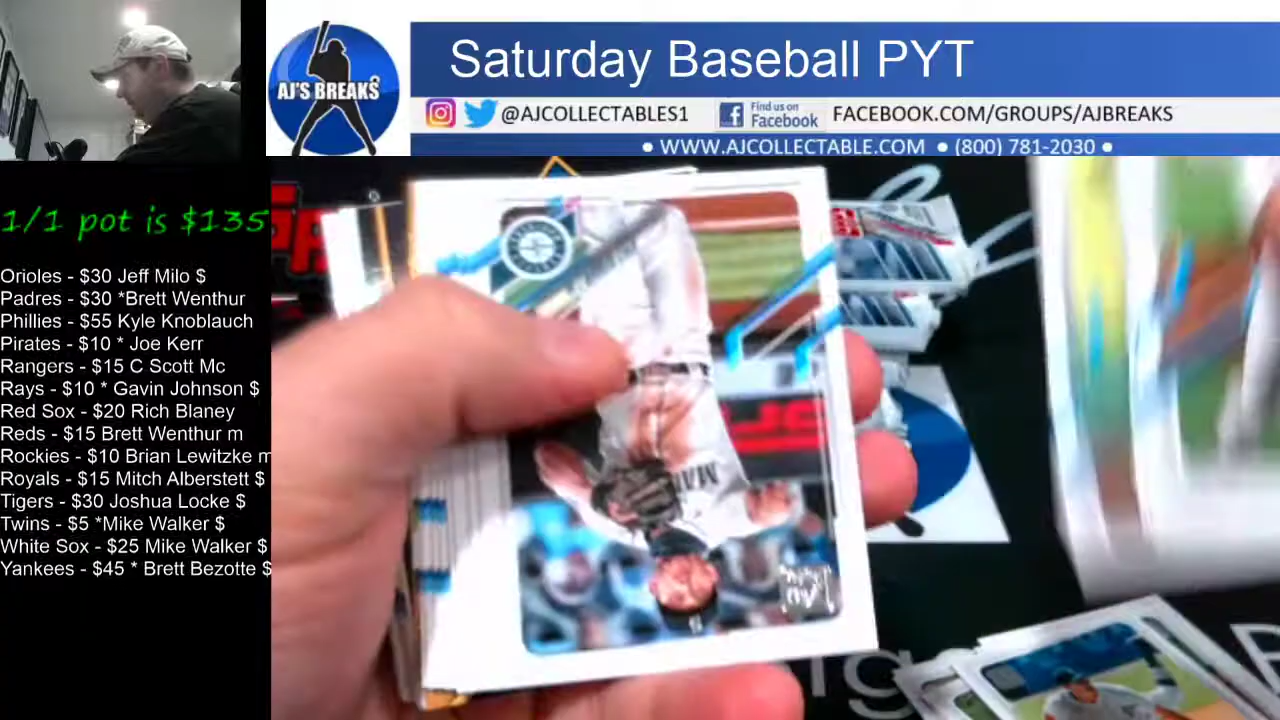 AJ'S BREAKS
Saturday Baseball PYT
@AJCOLLECTABLES1
Find us on
Facebook
FACEBOOK.COM/GROUPS/AJBREAKS
• WWW.AJCOLLECTABLE.COM • (800) 781-2030 •
1/1 pot is $135
Orioles - $30 Jeff Milo $
Padres - $30 *Brett Wenthur
Phillies - $55 Kyle Knoblauch
Pirates - $10 * Joe Kerr
Rangers - $15 C Scott Mc
Rays - $10 * Gavin Johnson $
Red Sox - $20 Rich Blaney
Reds - $15 Brett Wenthur m
Rockies - $10 Brian Lewitzke m
Royals - $15 Mitch Alberstett $
Tigers - $30 Joshua Locke $
Twins - $5 *Mike Walker $
White Sox - $25 Mike Walker $
Yankees - $45 * Brett Bezotte $